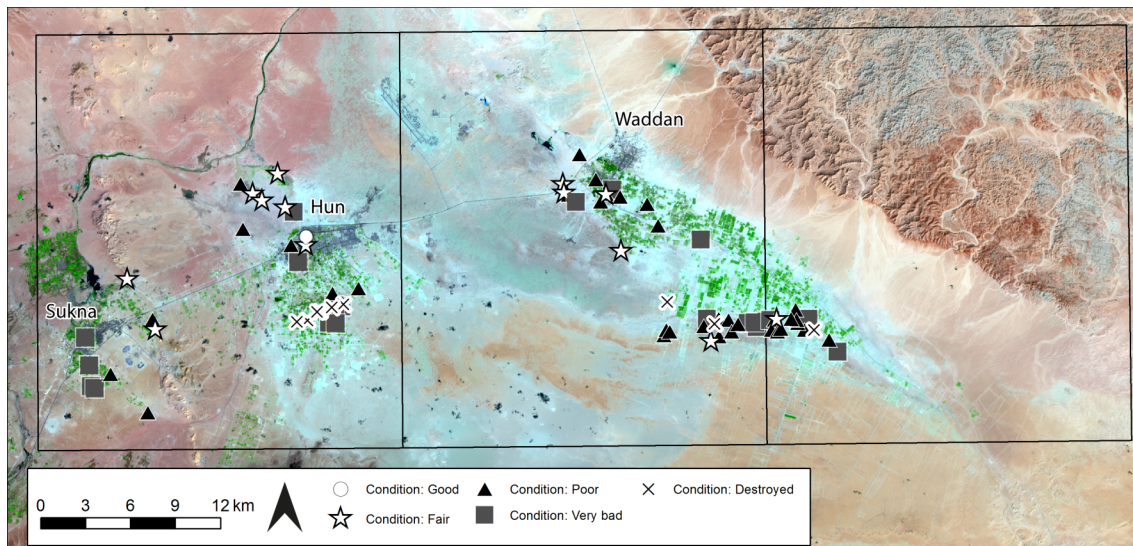 Waddan
Hun
Sukna
Condition: Good
Condition: Poor
Condition: Destroyed
0 3 6 9 12 km
Condition: Fair
Condition: Very bad